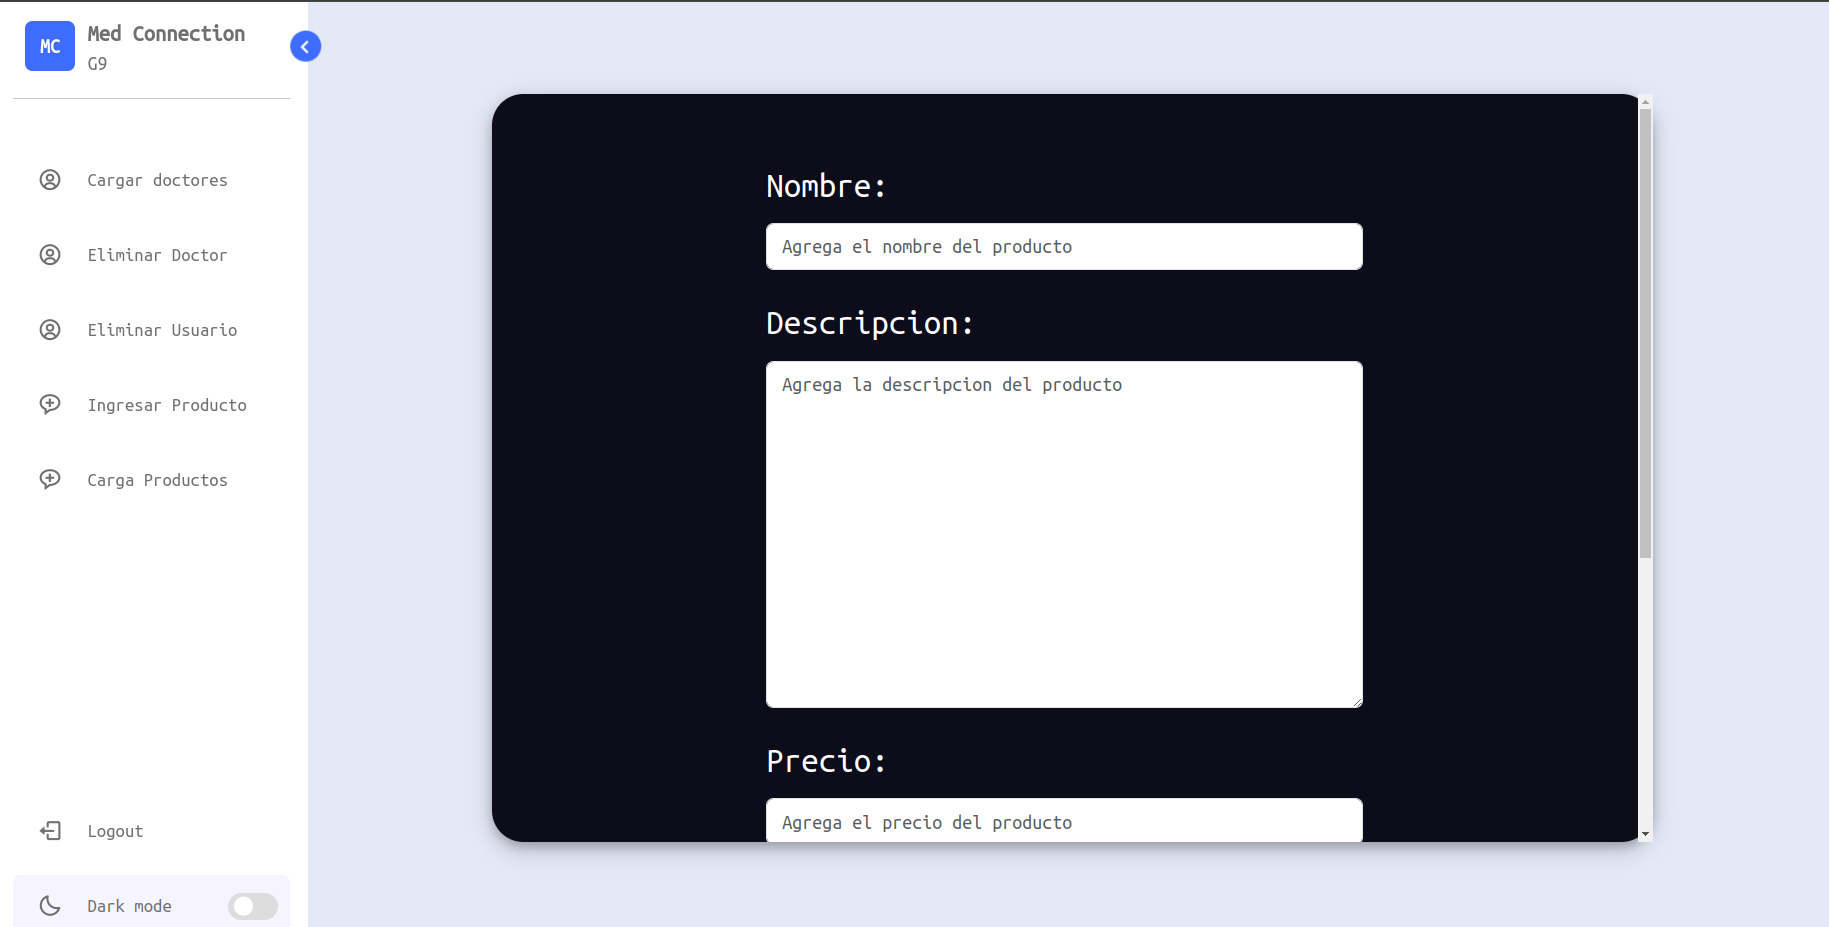 MC
Med Connection
G9
Cargar doctores
Eliminar Doctor
Eliminar Usuario
Ingresar Producto
Carga Productos
Logout
Dark mode
Nombre:
Agrega el nombre del producto
Descripcion:
Agrega la descripcion del producto
Precio:
Agrega el precio del producto